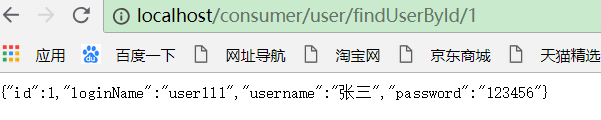 localhost/consumer/user/findUserById/1
应用 百度一下 网址导航 淘宝网 京东商城 天猫精选
{"id":1,"loginName":"user111","username":"张三","password":"123456"}